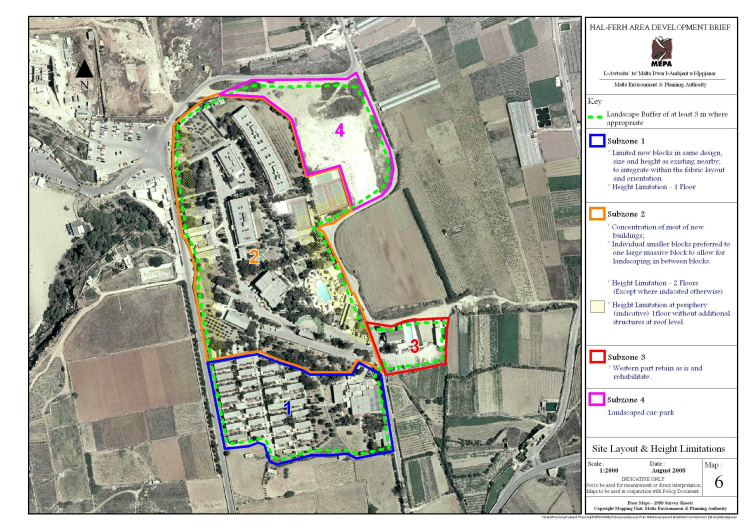 HAL-FERH AREA DEVELOPMENT BRIEF
MEPA
L-Awtorita` ta' Malta Dwar l-Ambjent u l-Ippjanar
Malta Environment & Planning Authority
Key
Landscape Buffer of at least 3 m where
appropriate
Subzone 1
* Limited new blocks in same design,
size and height as existing nearby;
to integrate within the fabric layout
and orientation.
* Height Limitation - 1 Floor
Subzone 2
* Concentration of most of new
buildings;
* Individual smaller blocks preferred to
one large massive block to allow for
landscaping in between blocks.
* Height Limitation - 2 Floors
(Except where indicated otherwise).
* Height Limitation at periphery
(indicative) 1floor without additional
structures at roof level.
Subzone 3
* Western part retain as is and
rehabilitate.
Subzone 4
Landscaped car-park
Site Layout & Height Limitations
Scale :
1:2000
Date :
August 2008
Map :
6
INDICATIVE ONLY
Not to be used for measurement or direct interpretation.
Maps to be used in conjunction with Policy Document.
Base Maps - 1988 Survey Sheets
Copyright Mapping Unit, Malta Environment & Planning Authority
N
4
2
3
1